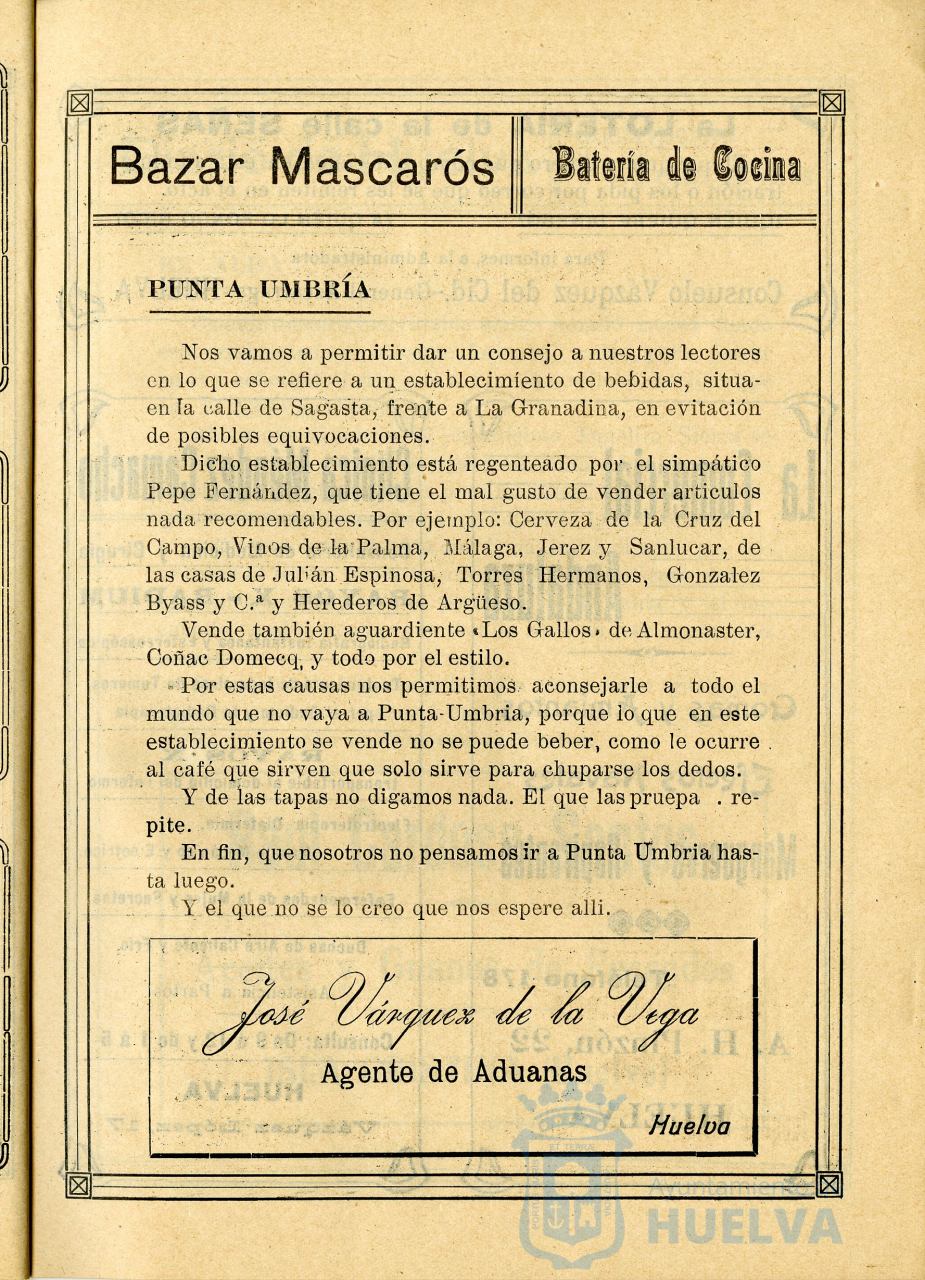 Bazar Mascarós
Batería de Cocina
PUNTA UMBRÍA
Nos vamos a permitir dar un consejo a nuestros lectores
en lo que se refiere a un establecimiento de bebidas, situa-
en la calle de Sagasta, frente a La Granadina, en evitación
de posibles equivocaciones.
Dicho establecimiento está regenteado por el simpático
Pepe Fernández, que tiene el mal gusto de vender articulos
nada recomendables. Por ejemplo: Cerveza de la Cruz del
Campo, Vinos de la Palma, Málaga, Jerez y Sanlucar, de
las casas de Julián Espinosa, Torres Hermanos, Gonzalez
Byass y C.ª y Herederos de Argüeso.
Vende también aguardiente «Los Gallos» de Almonaster,
Coñac Domecq, y todo por el estilo.
Por estas causas nos permitimos aconsejarle a todo el
mundo que no vaya a Punta-Umbria, porque lo que en este
establecimiento se vende no se puede beber, como le ocurre
al café que sirven que solo sirve para chuparse los dedos.
Y de las tapas no digamos nada. El que las pruepa . re-
pite.
En fin, que nosotros no pensamos ir a Punta Umbria has-
ta luego.
Y el que no se lo creo que nos espere alli.
José Várquez de la Vega
Agente de Aduanas
Huelva
Ayuntamiento
HUELVA